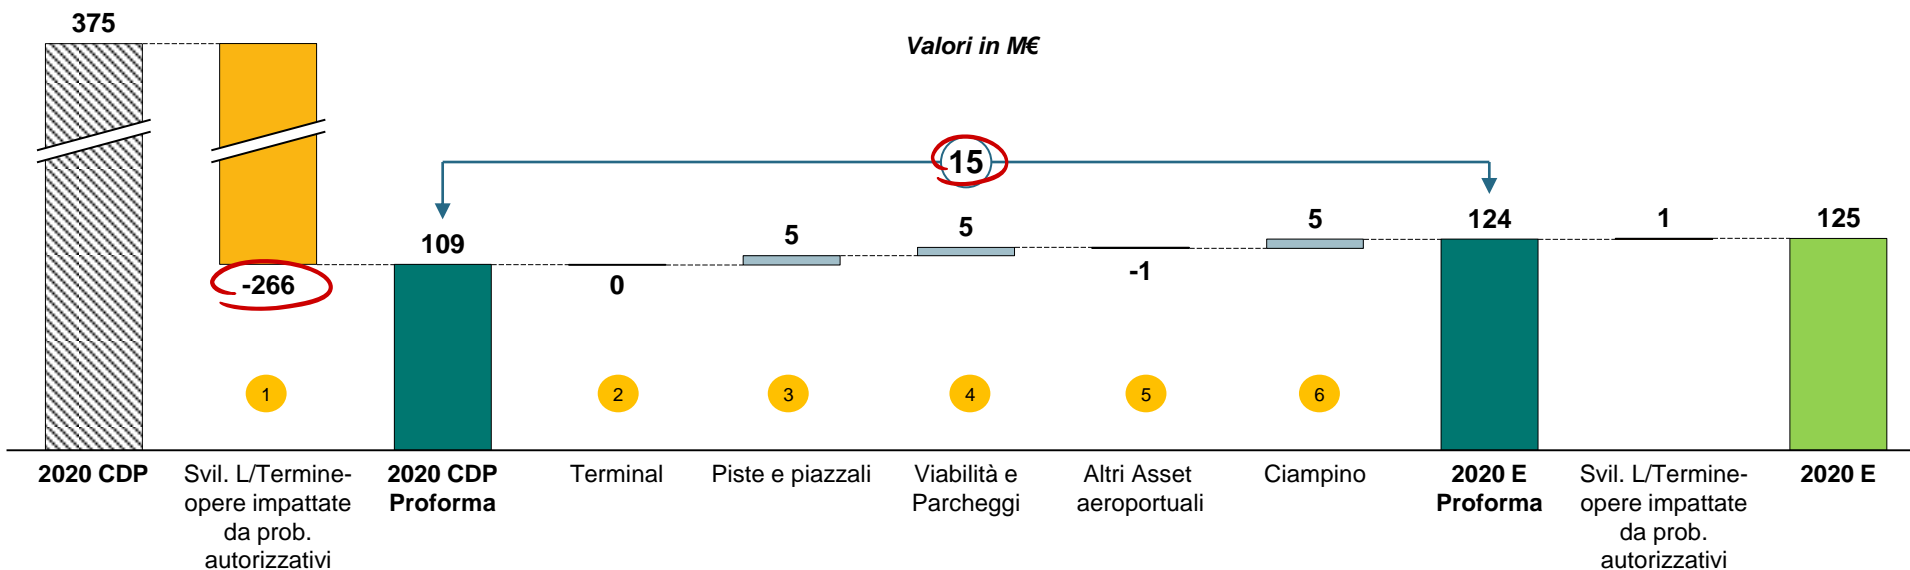 Valori in M€
375
-266
109
0
5
5
-1
5
124
1
125
15
1
2
3
4
5
6
2020 CDP
Svil. L/Termine-
opere impattate
da prob.
autorizzativi
2020 CDP
Proforma
Terminal
Piste e piazzali
Viabilità e
Parcheggi
Altri Asset
aeroportuali
Ciampino
2020 E
Proforma
Svil. L/Termine-
opere impattate
da prob.
autorizzativi
2020 E